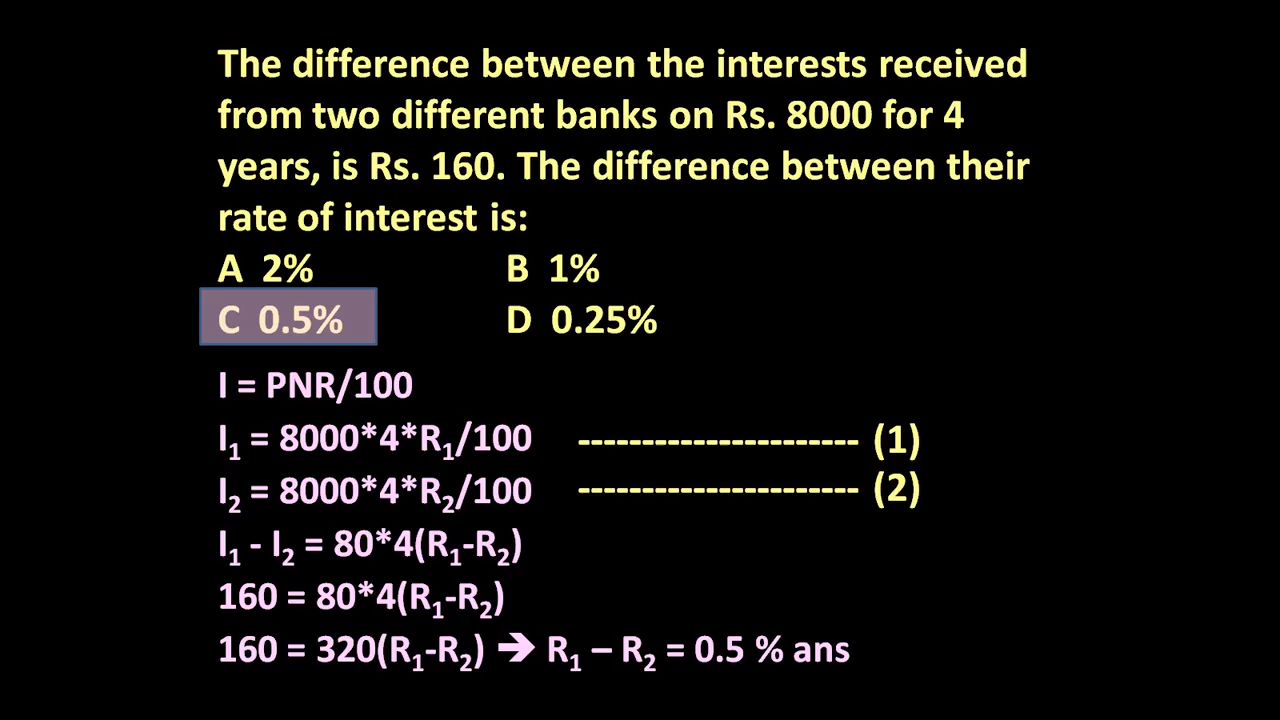 The difference between the interests received
from two different banks on Rs. 8000 for 4
years, is Rs. 160. The difference between their
rate of interest is:
A 2% B 1%
C 0.5% D 0.25%
I = PNR/100
I₁ = 8000*4*R₁/100 ---------------------- (1)
I₂ = 8000*4*R₂/100 ---------------------- (2)
I₁ - I₂ = 80*4(R₁-R₂)
160 = 80*4(R₁-R₂)
160 = 320(R₁-R₂) ➔ R₁ – R₂ = 0.5 % ans